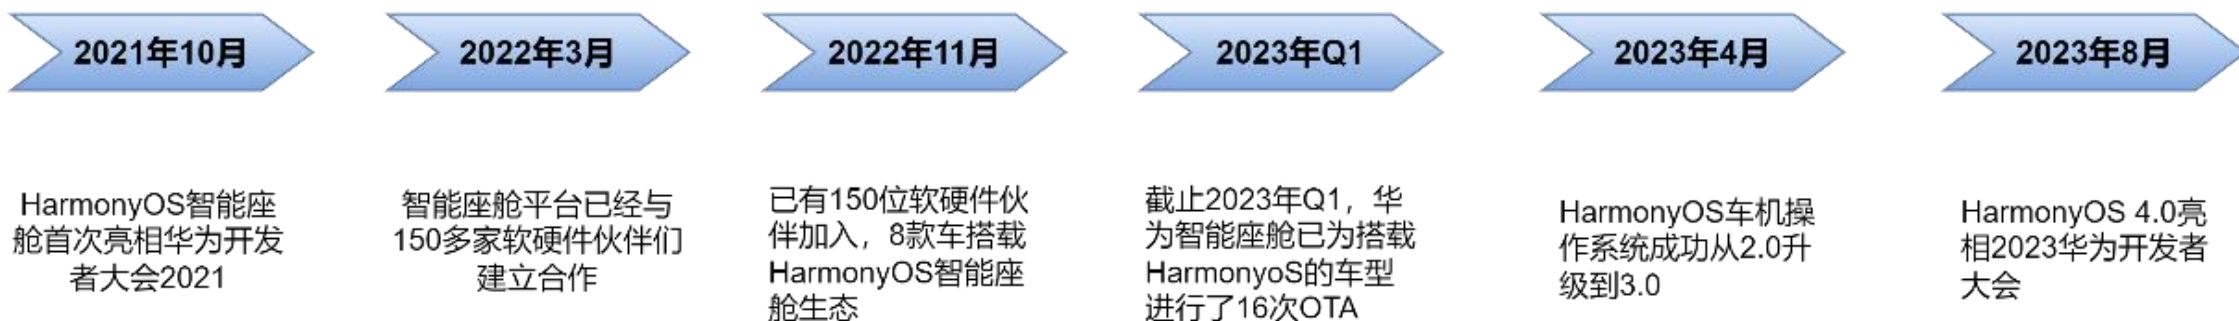 2021年10月
2022年3月
2022年11月
2023年Q1
2023年4月
2023年8月
HarmonyOS智能座
舱首次亮相华为开发
者大会2021
智能座舱平台已经与
150多家软硬件伙伴们
建立合作
已有150位软硬件伙
伴加入，8款车搭载
HarmonyOS智能座
舱生态
截止2023年Q1，华
为智能座舱已为搭载
HarmonyoS的车型
进行了16次OTA
HarmonyOS车机操
作系统成功从2.0升
级到3.0
HarmonyOS 4.0亮
相2023华为开发者
大会